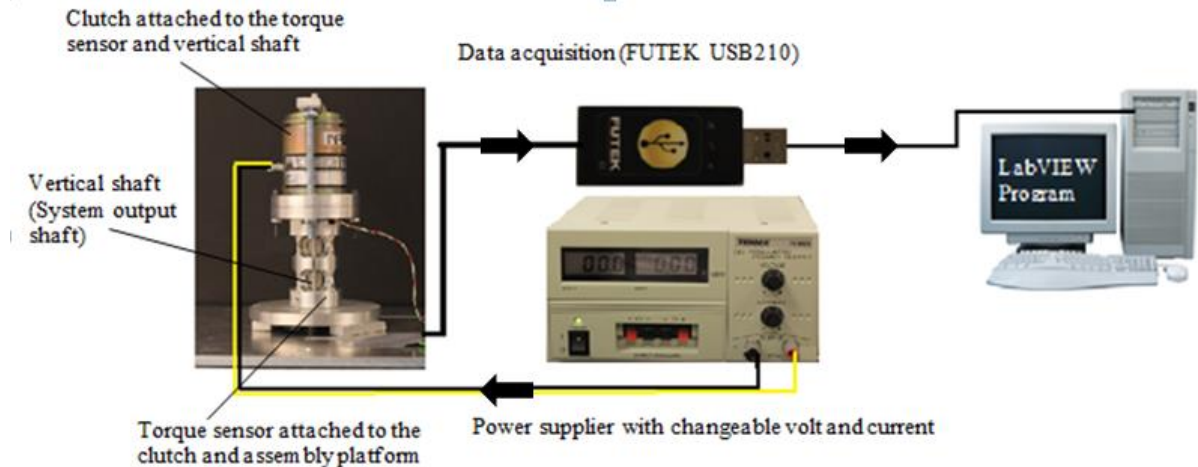 Clutch attached to the torque
sensor and vertical shaft
Data acquisition (FUTEK USB210)
FUTEK
LabVIEW
Program
Vertical shaft
(System output
shaft)
TENMA
000 000
Torque sensor attached to the
clutch and assembly platform
Power supplier with changeable volt and current